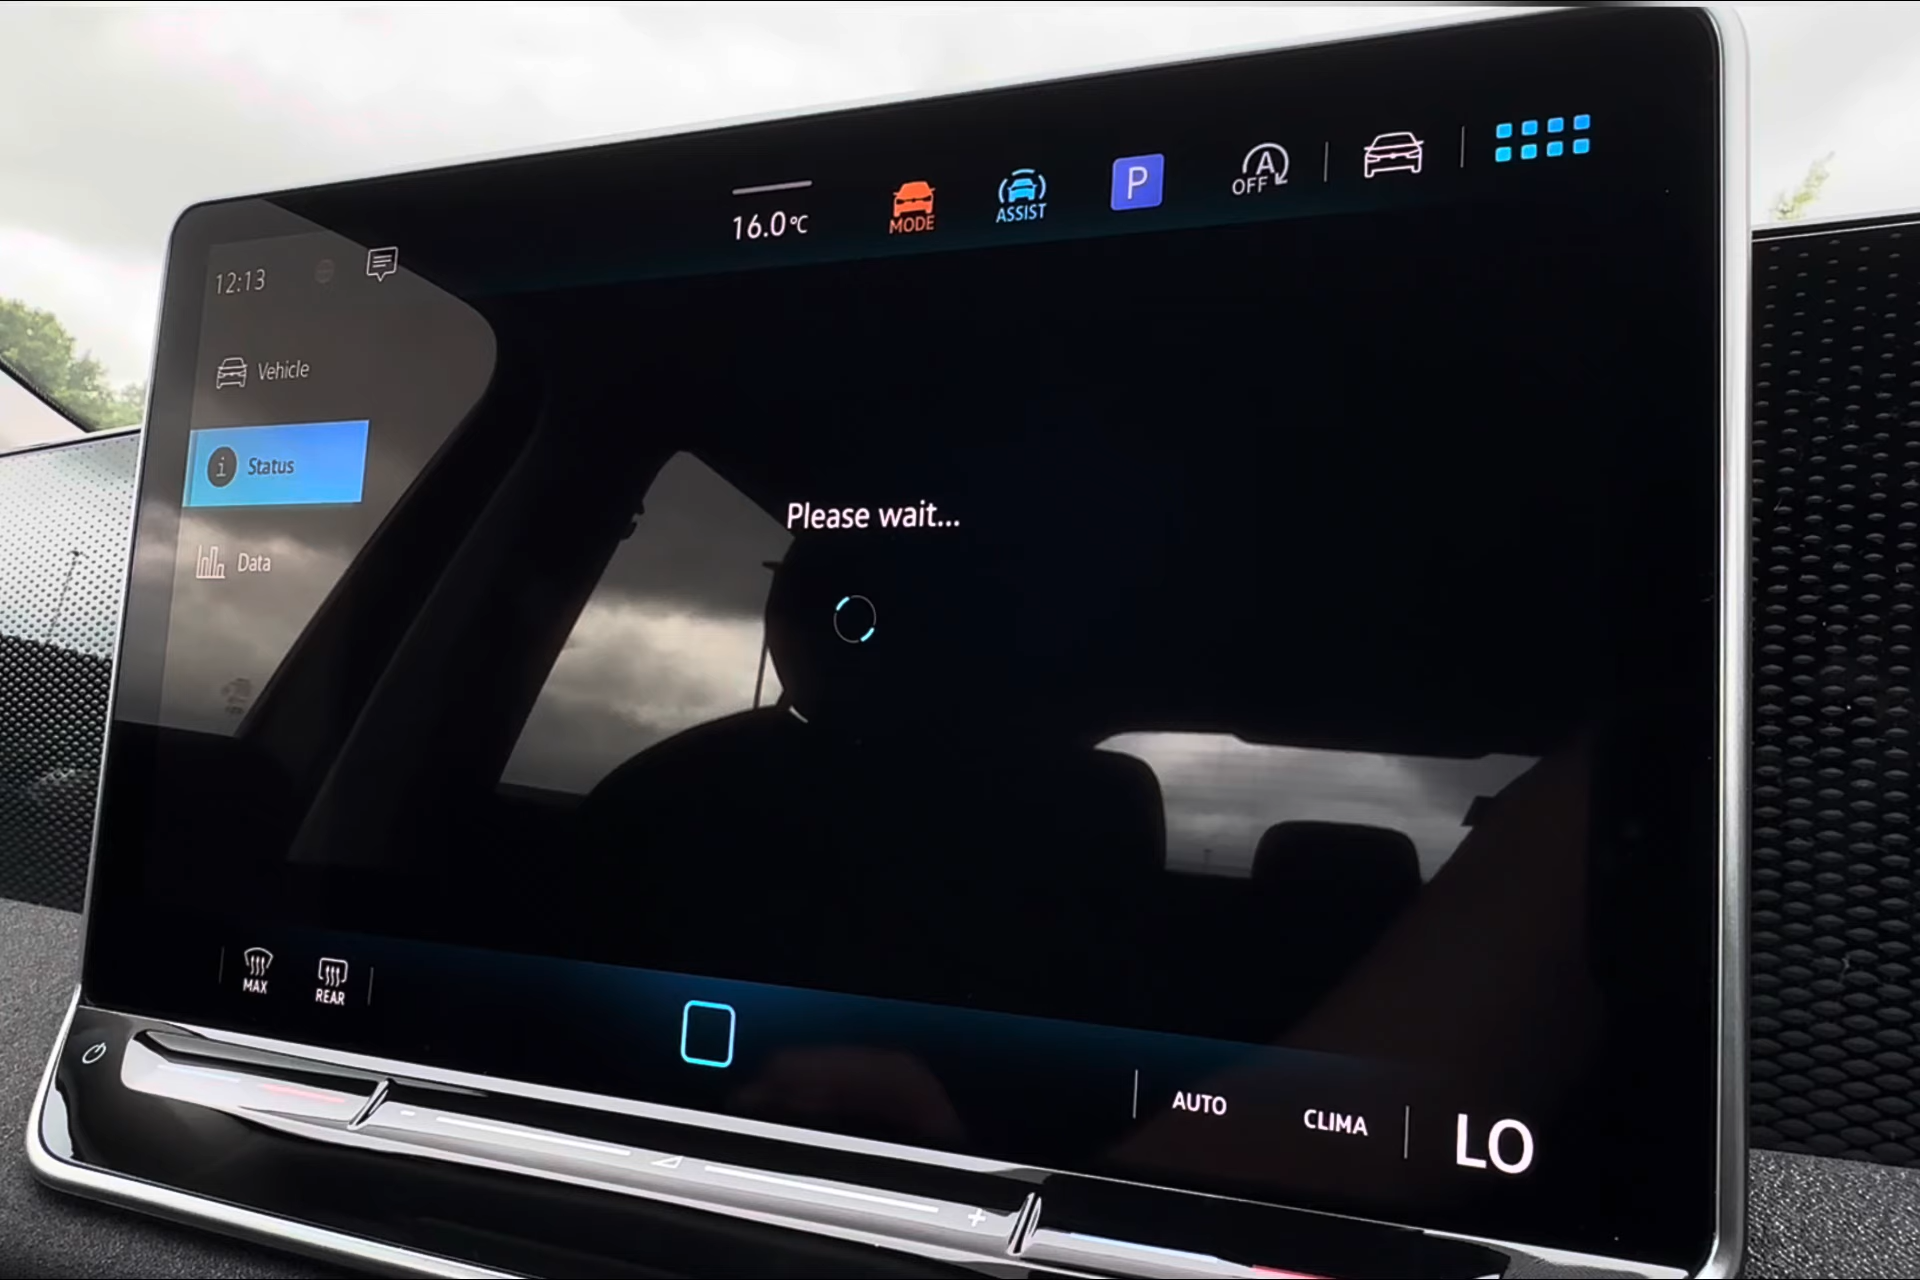 16.0°C
MODE
ASSIST
P
A
OFF
12:13
Vehicle
i Status
Data
Please wait...
MAX
REAR
AUTO
CLIMA
LO
- +